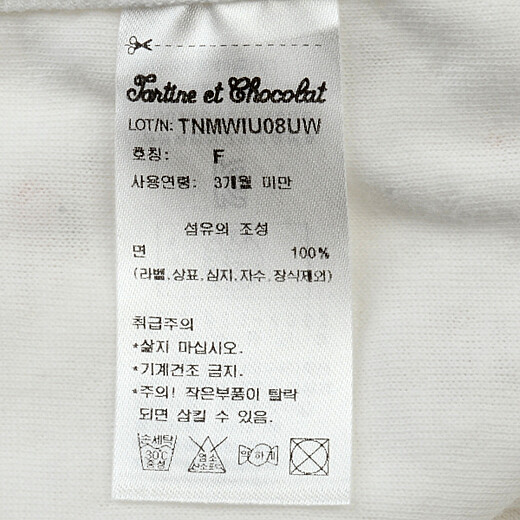 Tartine et Chocolat
LOT/N: TNMWIU08UW
호칭: F
사용연령: 3개월 미만
섬유의 조성
면 100%
(라벨,상표,심지,자수,장식제외)
취급주의
*삶지 마십시오.
*기계건조 금지.
*주의! 작은부품이 탈락
되면 삼킬 수 있음.
손세탁
30℃
중성
염소
산소표백
약하게